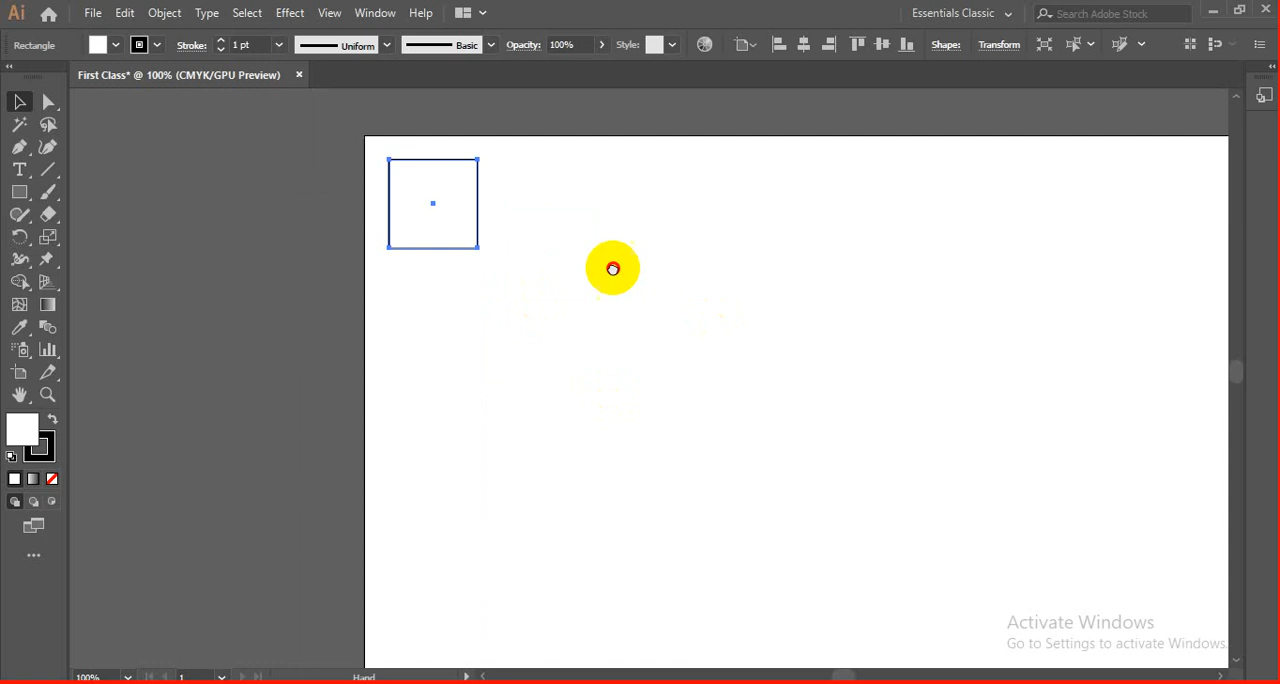 Ai File Edit Object Type Select Effect View Window Help Essentials Classic Search Adobe Stock
Rectangle Stroke: 1 pt Uniform Basic Opacity: 100% Style: Shape: Transform
First Class* @ 100% (CMYK/GPU Preview) ×
T
Activate Windows
Go to Settings to activate Windows.
100% 1 Hand